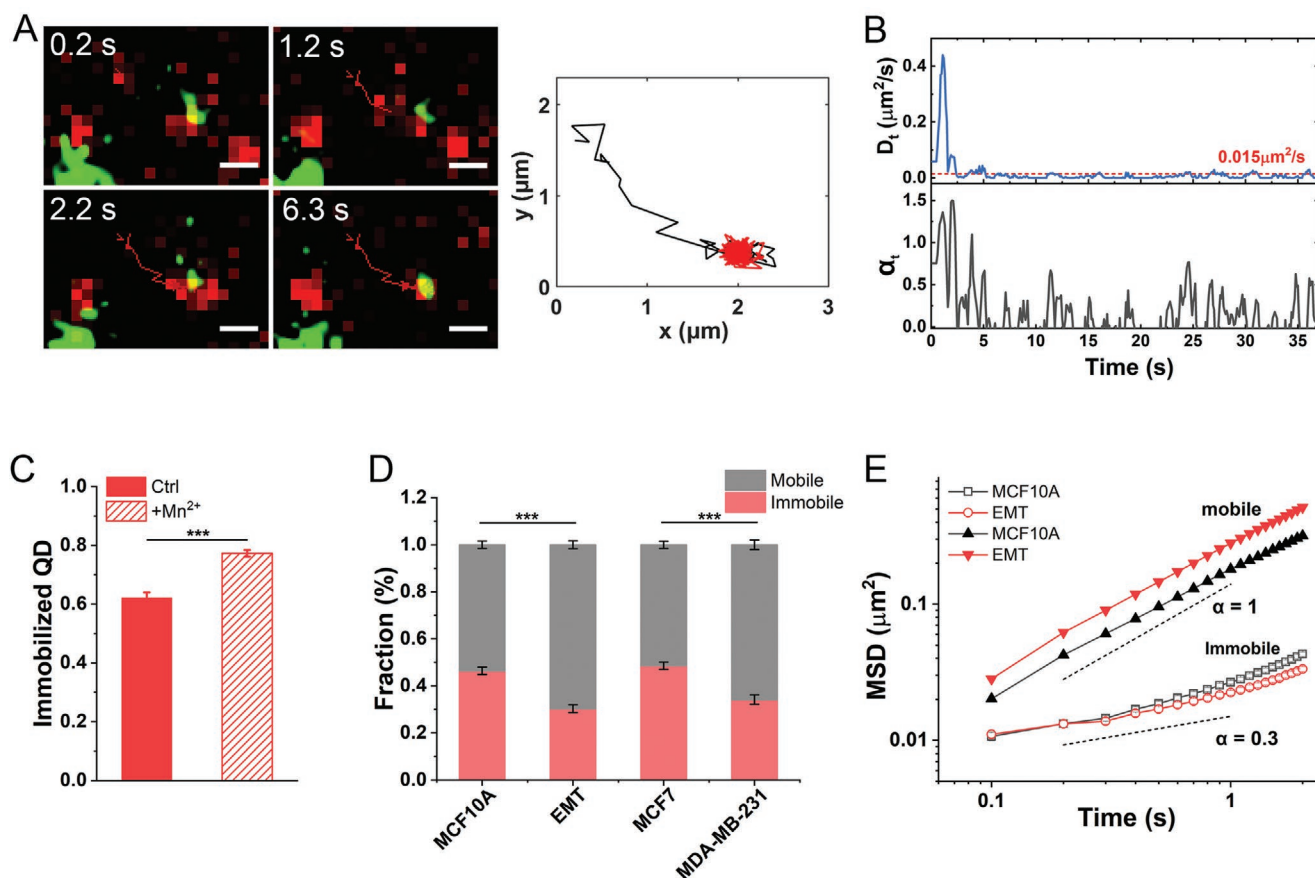 A
0.2 s
1.2 s
2.2 s
6.3 s
y (µm)
2
1
0
0
1
2
3
x (µm)
B
Dt (µm²/s)
0.4
0.2
0.0
0.015µm²/s
αt
1.5
1.0
0.5
0.0
0 5 10 15 20 25 30 35
Time (s)
C
Ctrl
+Mn²⁺
***
Immobilized QD
1.0
0.8
0.6
0.4
0.2
0.0
D
Mobile
Immobile
***
***
Fraction (%)
1.2
1.0
0.8
0.6
0.4
0.2
0.0
MCF10A
EMT
MCF7
MDA-MB-231
E
MCF10A
EMT
MCF10A
EMT
mobile
α = 1
Immobile
α = 0.3
MSD (µm²)
0.1
0.01
0.1
1
Time (s)